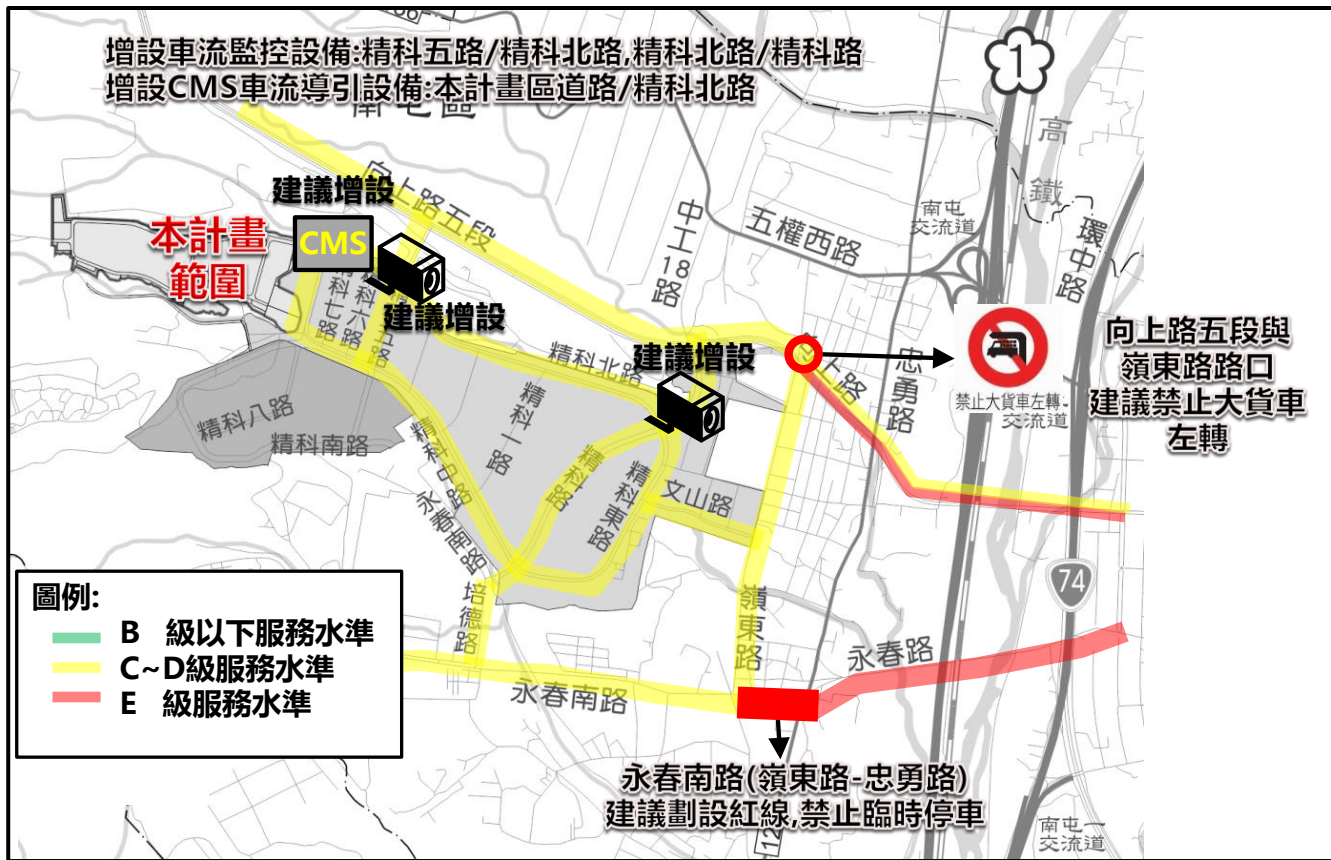 增設車流監控設備:精科五路/精科北路,精科北路/精科路
增設CMS車流導引設備:本計畫區道路/精科北路
南屯區
1
高
鐵
建議增設
向上路五段
中工18路
五權西路
南屯
交流道
環中路
本計畫
範圍
CMS
精科七路
精科六路
建議增設
精科北路
建議增設
向上路
忠勇路
禁止大貨車左轉
交流道
向上路五段與
嶺東路路口
建議禁止大貨車
左轉
精科八路
精科南路
精科中路
精科一路
精科路
精科東路
文山路
永春南路
培德路
嶺東路
74
圖例:
B 級以下服務水準
C~D級服務水準
E 級服務水準
永春南路
永春路
永春南路(嶺東路-忠勇路)
建議劃設紅線,禁止臨時停車
南屯一
交流道